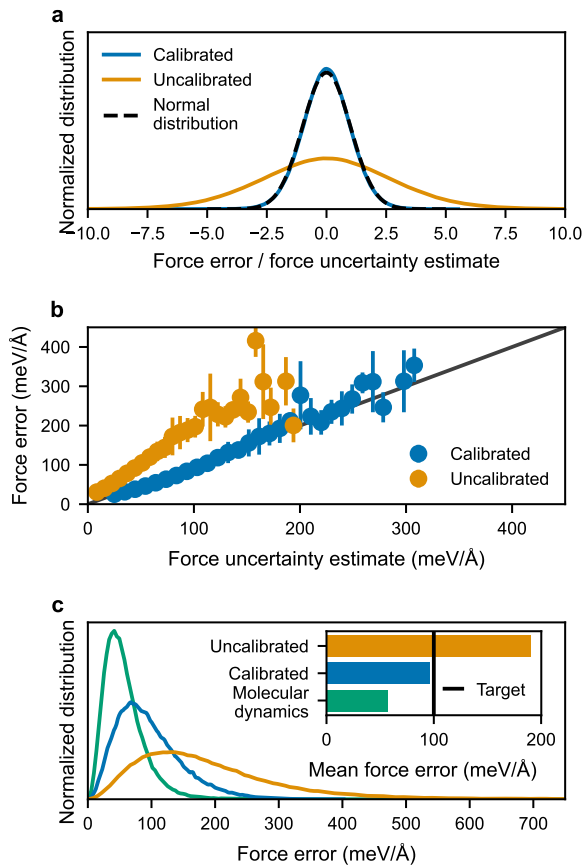 a
Normalized distribution
Calibrated
Uncalibrated
Normal
distribution
−10.0 −7.5 −5.0 −2.5 0.0 2.5 5.0 7.5 10.0
Force error / force uncertainty estimate
b
Force error (meV/Å)
400
300
200
100
0
Calibrated
Uncalibrated
0 100 200 300 400
Force uncertainty estimate (meV/Å)
c
Normalized distribution
Uncalibrated
Calibrated
Molecular
dynamics
Target
0 100 200
Mean force error (meV/Å)
0 100 200 300 400 500 600 700
Force error (meV/Å)